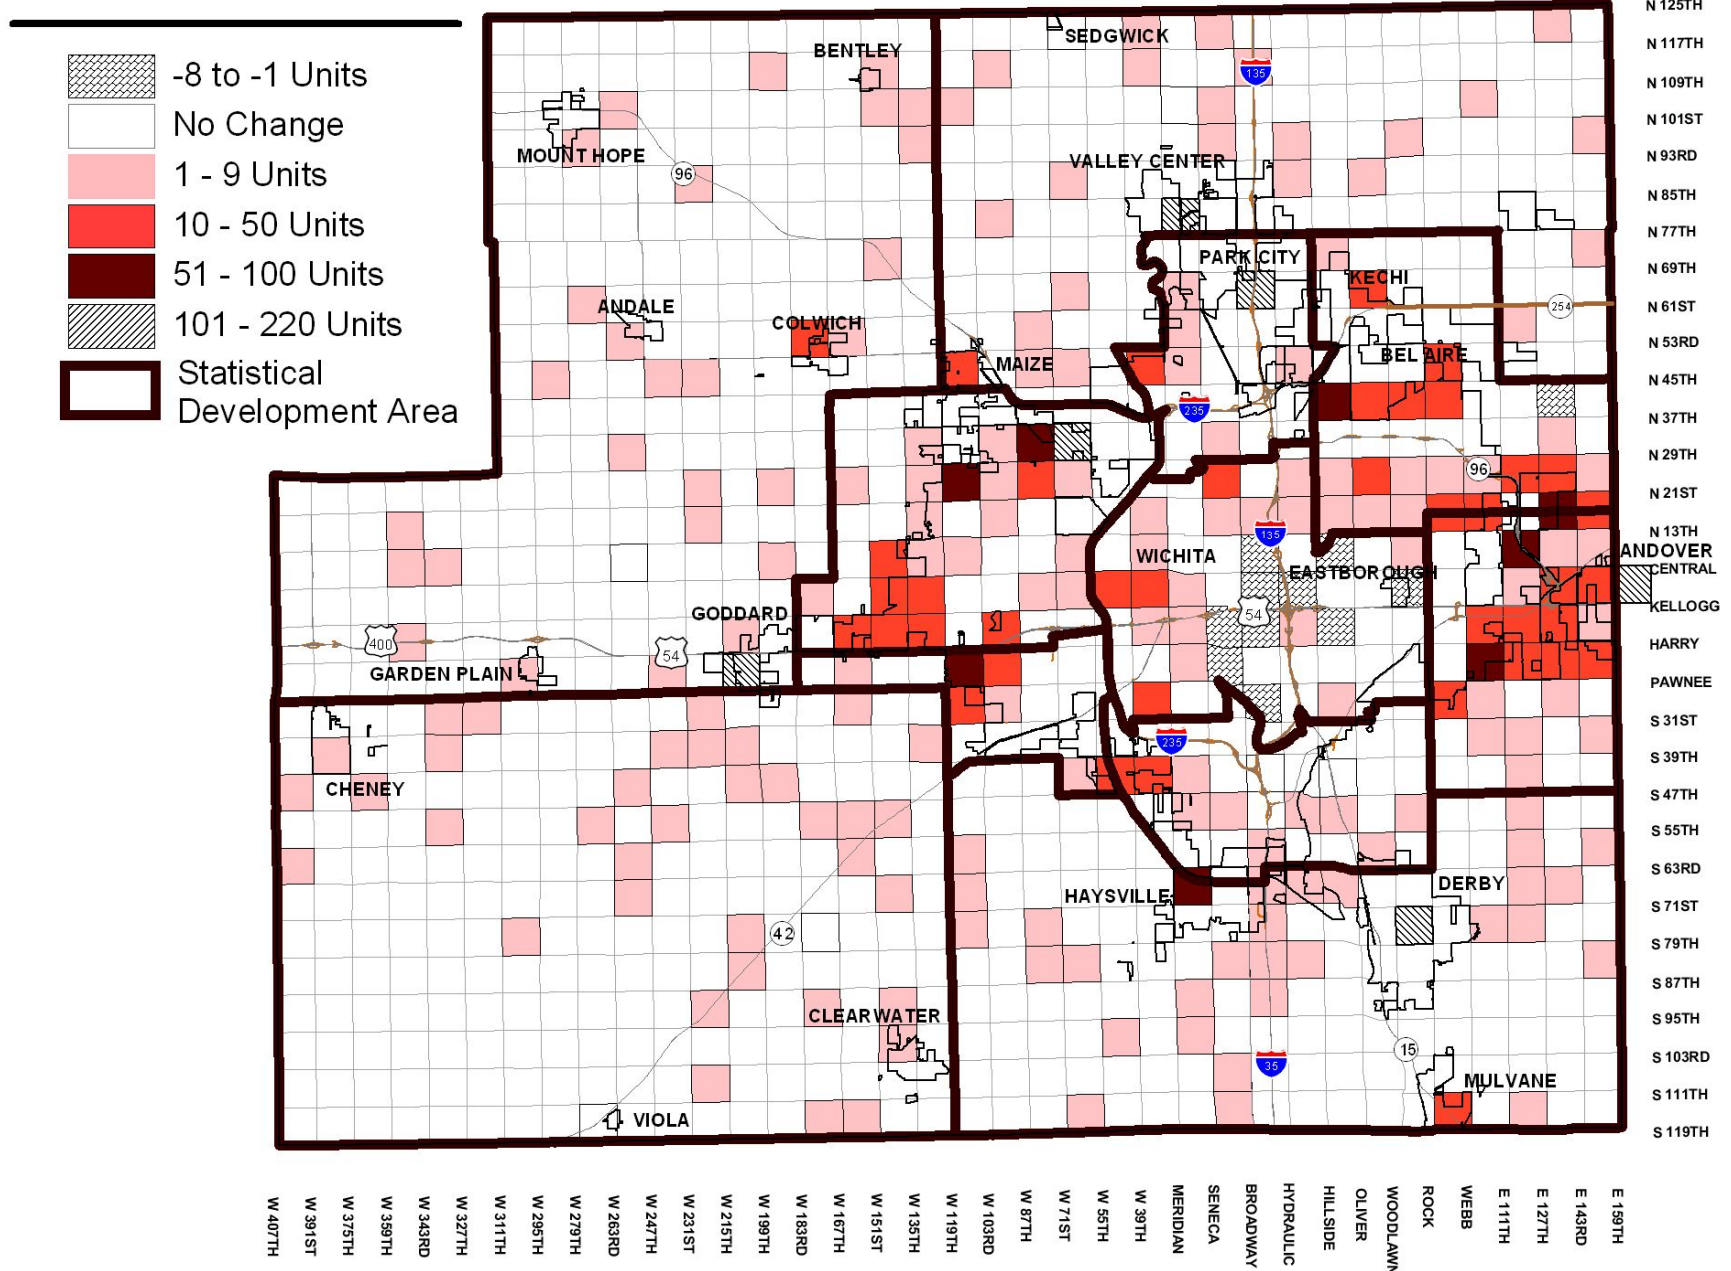 -8 to -1 Units
No Change
1 - 9 Units
10 - 50 Units
51 - 100 Units
101 - 220 Units
Statistical
Development Area
SEDGWICK
BENTLEY
135
MOUNT HOPE
VALLEY CENTER
96
PARK CITY
KECHI
ANDALE
254
COLWICH
MAIZE
BEL AIRE
235
96
135
WICHITA
EASTBOROUGH
ANDOVER
GODDARD
54
400
54
GARDEN PLAIN
235
CHENEY
HAYSVILLE
DERBY
42
CLEARWATER
15
35
MULVANE
VIOLA
N 125TH
N 117TH
N 109TH
N 101ST
N 93RD
N 85TH
N 77TH
N 69TH
N 61ST
N 53RD
N 45TH
N 37TH
N 29TH
N 21ST
N 13TH
CENTRAL
KELLOGG
HARRY
PAWNEE
S 31ST
S 39TH
S 47TH
S 55TH
S 63RD
S 71ST
S 79TH
S 87TH
S 95TH
S 103RD
S 111TH
S 119TH
W 407TH
W 391ST
W 375TH
W 359TH
W 343RD
W 327TH
W 311TH
W 295TH
W 279TH
W 263RD
W 247TH
W 231ST
W 215TH
W 199TH
W 183RD
W 167TH
W 151ST
W 135TH
W 119TH
W 103RD
W 87TH
W 71ST
W 55TH
W 39TH
MERIDIAN
SENECA
BROADWAY
HYDRAULIC
HILLSIDE
OLIVER
WOODLAWN
ROCK
WEBB
E 111TH
E 127TH
E 143RD
E 159TH